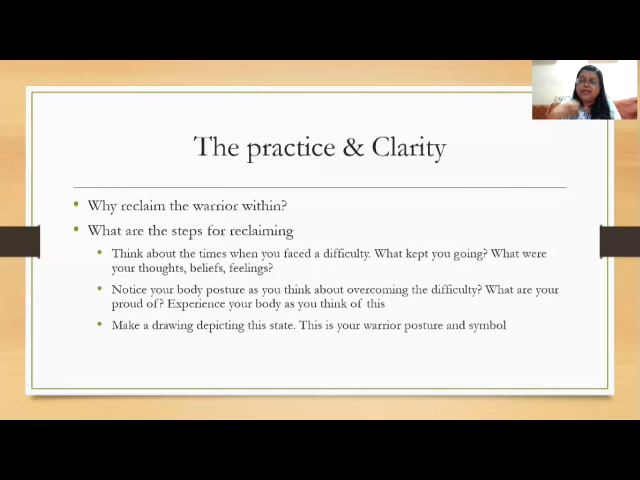 The practice & Clarity
Why reclaim the warrior within?
What are the steps for reclaiming
Think about the times when you faced a difficulty. What kept you going? What were
your thoughts, beliefs, feelings?
Notice your body posture as you think about overcoming the difficulty? What are your
proud of? Experience your body as you think of this
Make a drawing depicting this state. This is your warrior posture and symbol